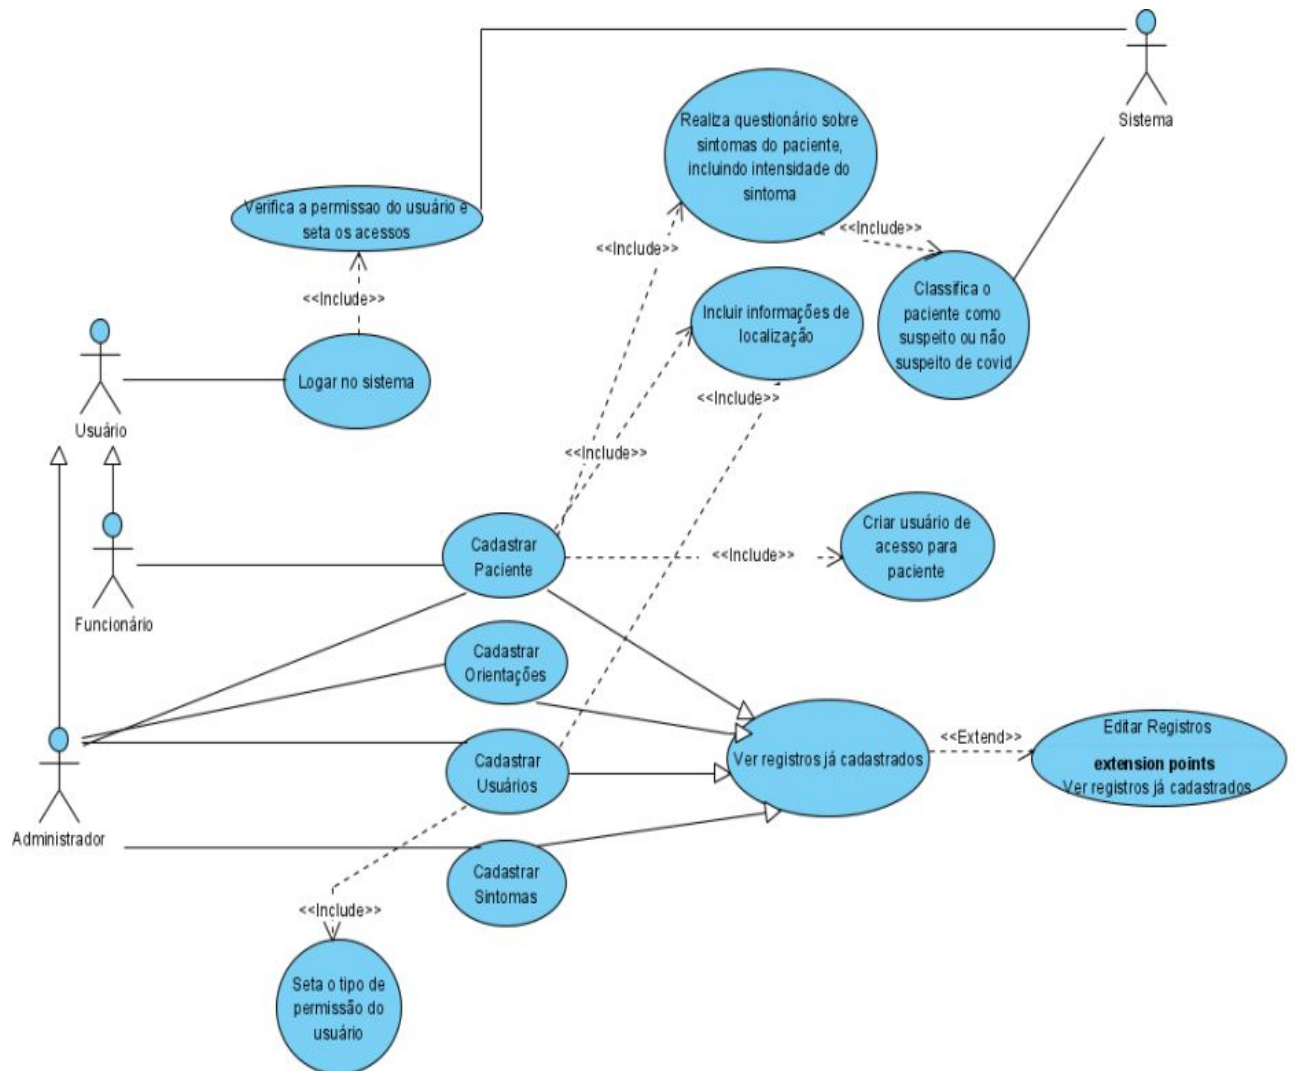 Sistema
Realiza questionário sobre
sintomas do paciente,
incluindo intensidade do
sintoma
Verifica a permissao do usuário e
seta os acessos
<<Include>>
<<Include>>
<<Include>>
Classifica o
paciente como
suspeito ou não
suspeito de covid
Incluir informações de
localização
Logar no sistema
<<Include>>
Usuário
<<Include>>
Criar usuário de
acesso para
paciente
Cadastrar
Paciente
<<Include>>
Funcionário
Cadastrar
Orientações
Ver registros já cadastrados
<<Extend>>
Editar Registros
extension points
Ver registros já cadastrados
Cadastrar
Usuários
Administrador
Cadastrar
Sintomas
<<Include>>
Seta o tipo de
permissão do
usuário